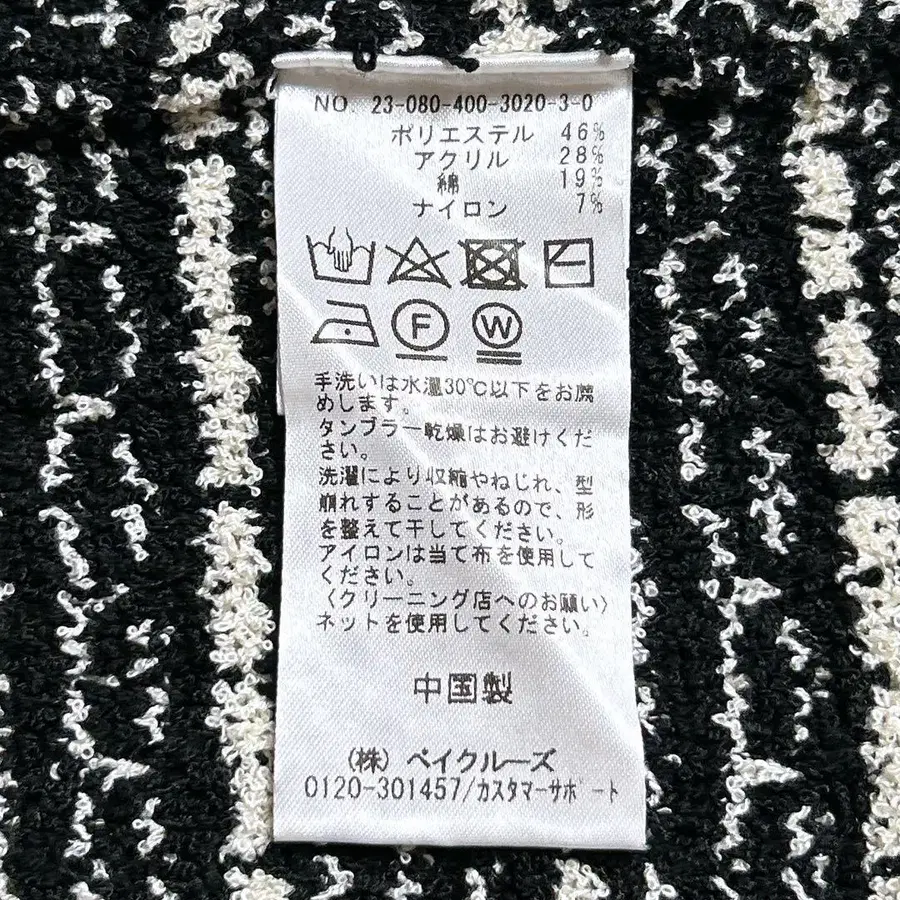 NO 23-080-400-3020-3-0
ポリエステル 46%
アクリル 28%
綿 19%
ナイロン 7%
F
W
手洗いは水温30℃以下をお薦
めします。
タンブラー乾燥はお避けくだ
さい。
洗濯により収縮やねじれ、型
崩れすることがあるので、形
を整えて干してください。
アイロンは当て布を使用して
ください。
〈クリーニング店へのお願い〉
ネットを使用してください。
中国製
(株) ベイクルーズ
0120-301457/カスタマーサポート